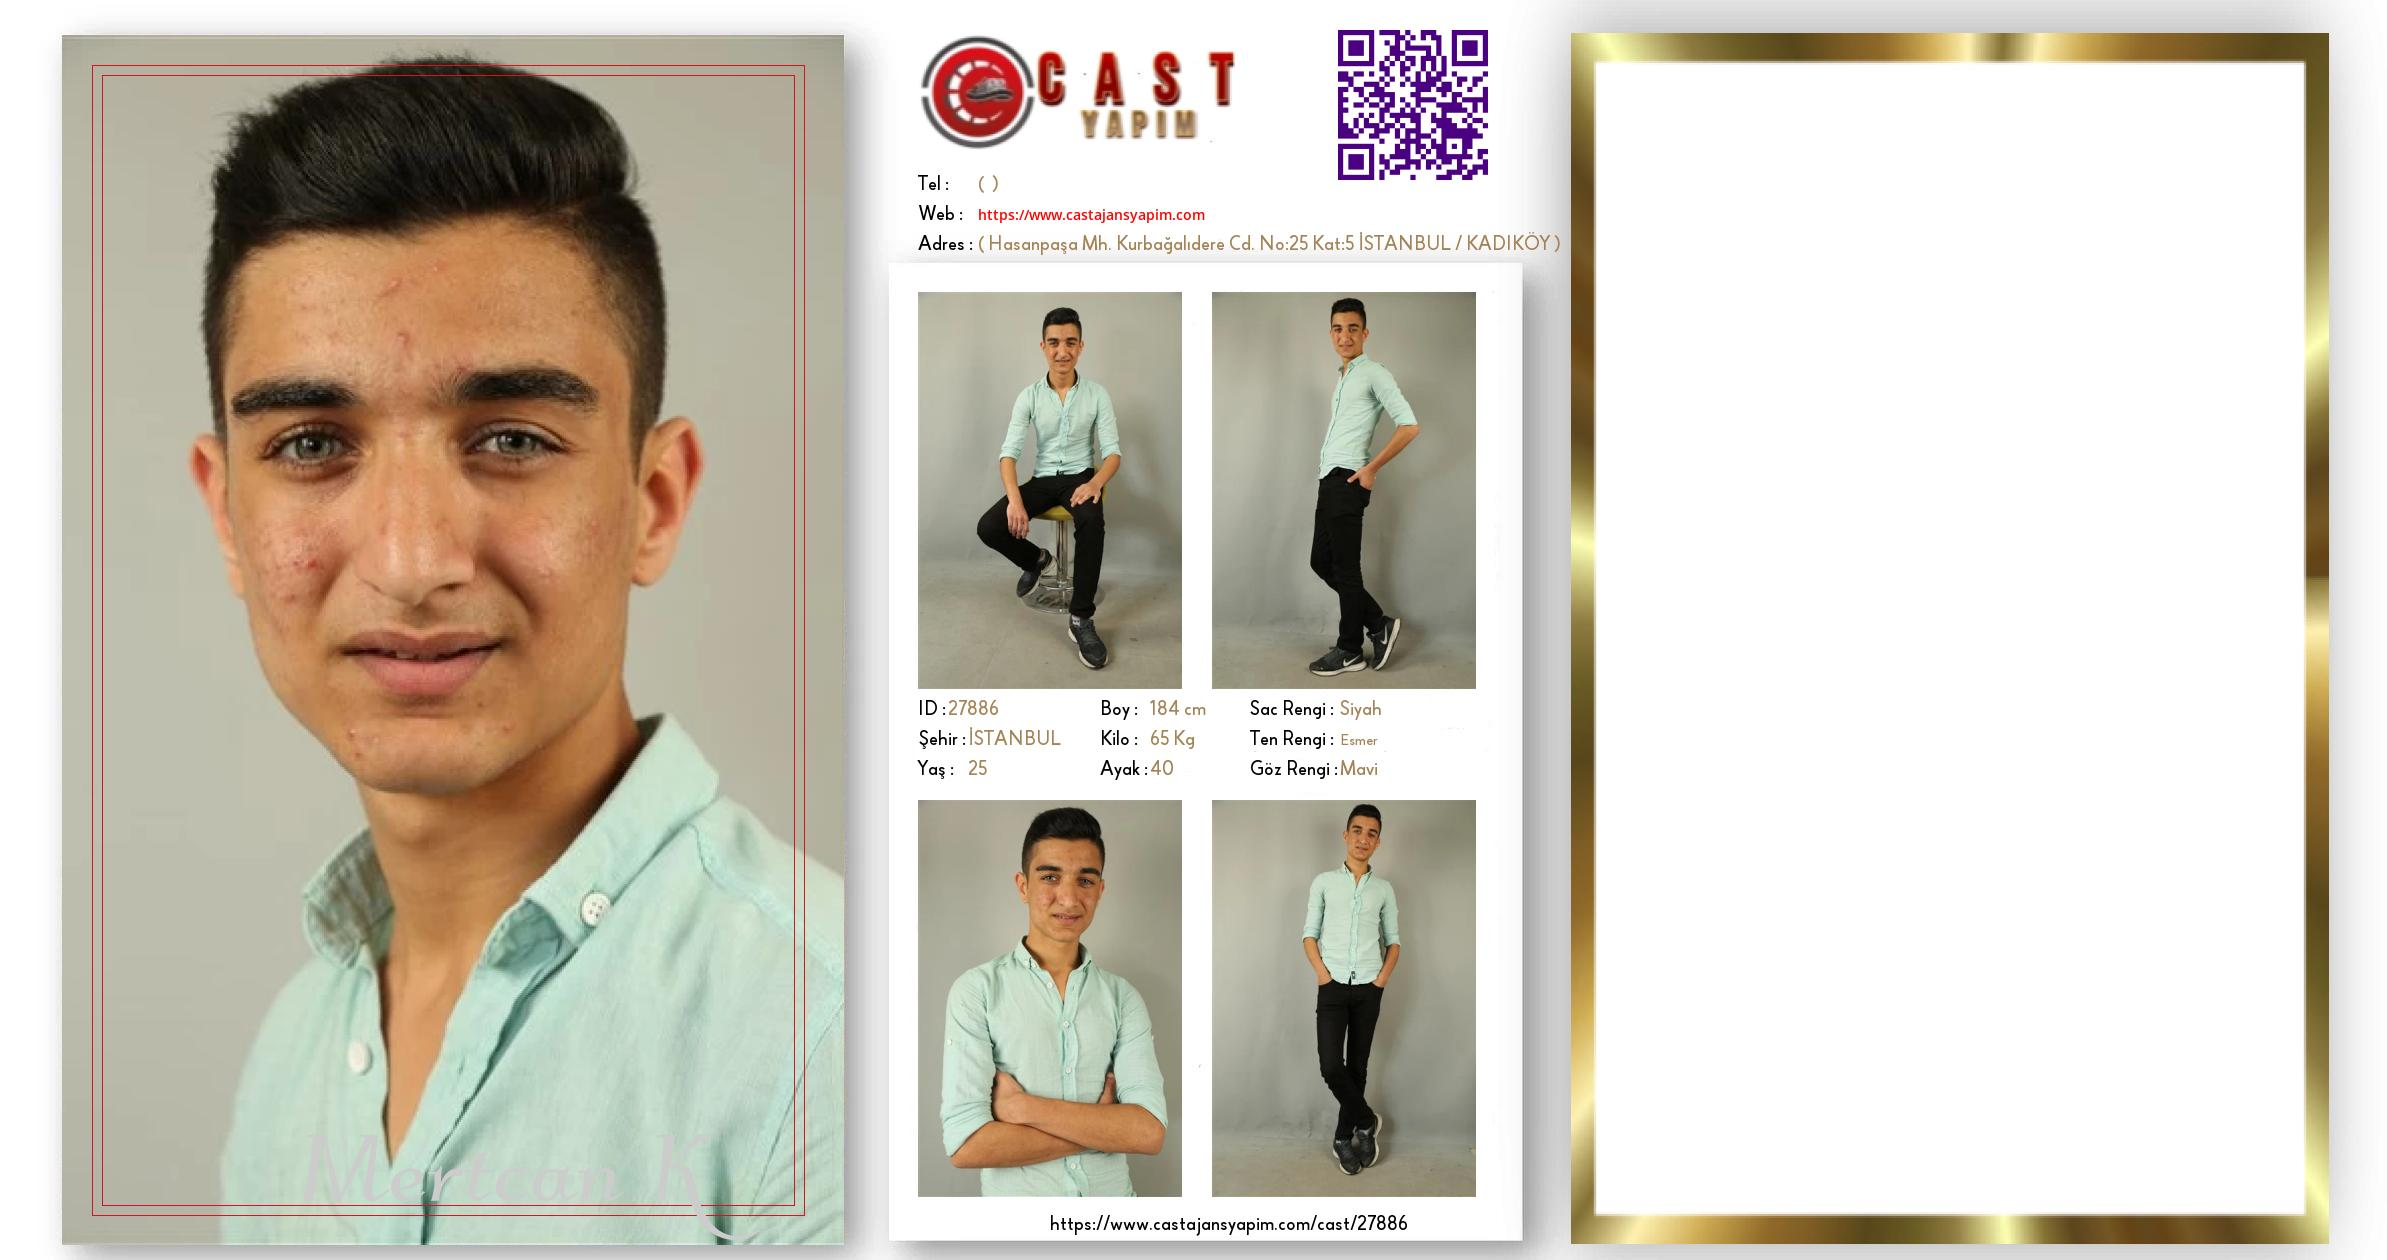 Mertcan K
CAST
YAPIM
Tel : ( )
Web : https://www.castajansyapim.com
Adres : ( Hasanpaşa Mh. Kurbağalıdere Cd. No:25 Kat:5 İSTANBUL / KADIKÖY )
ID : 27886 Boy : 184 cm Sac Rengi : Siyah
Şehir : İSTANBUL Kilo : 65 Kg Ten Rengi : Esmer
Yaş : 25 Ayak : 40 Göz Rengi : Mavi
https://www.castajansyapim.com/cast/27886